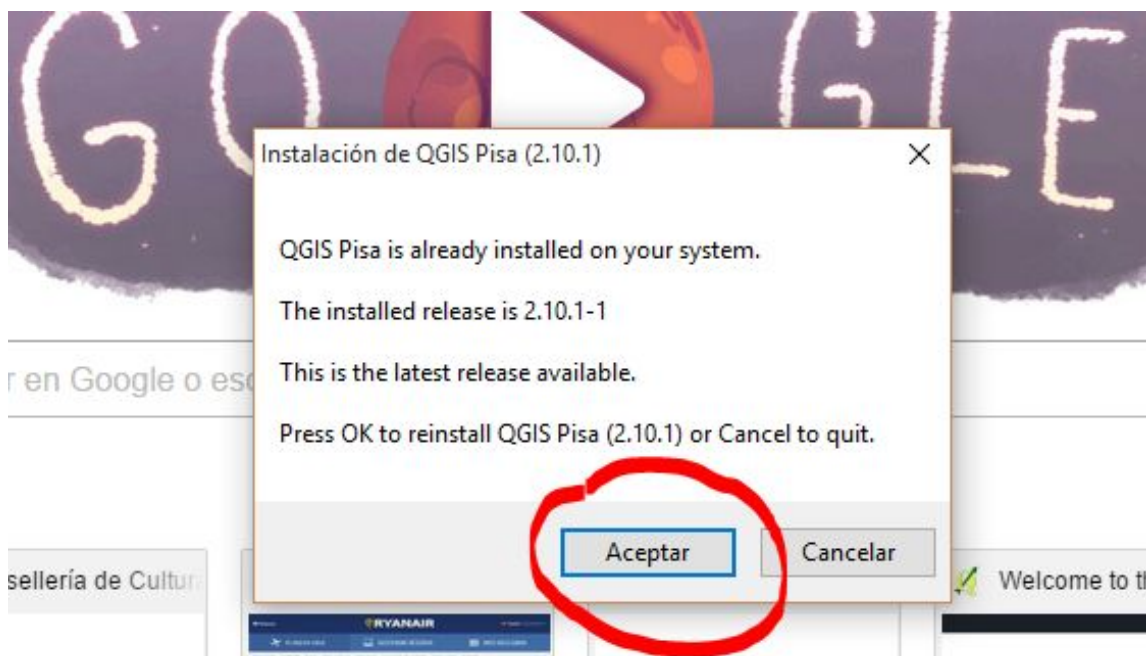 GO GLE
Instalación de QGIS Pisa (2.10.1)
QGIS Pisa is already installed on your system.
The installed release is 2.10.1-1
This is the latest release available.
r en Google o es
Press OK to reinstall QGIS Pisa (2.10.1) or Cancel to quit.
Aceptar Cancelar
sellería de Cultur
Welcome to t
RYANAIR